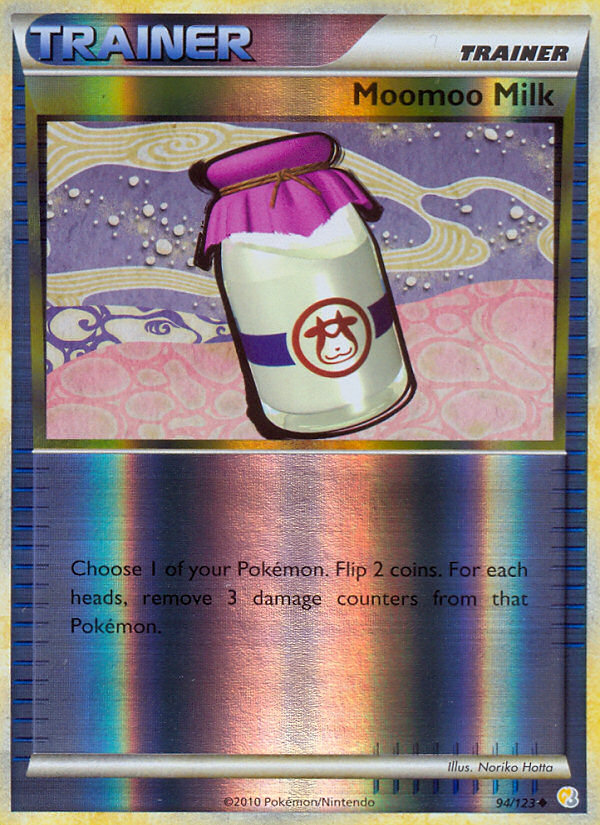 TRAINER
TRAINER
Moomoo Milk
Choose 1 of your Pokémon. Flip 2 coins. For each
heads, remove 3 damage counters from that
Pokémon.
Illus. Noriko Hotta
©2010 Pokémon/Nintendo
94/123